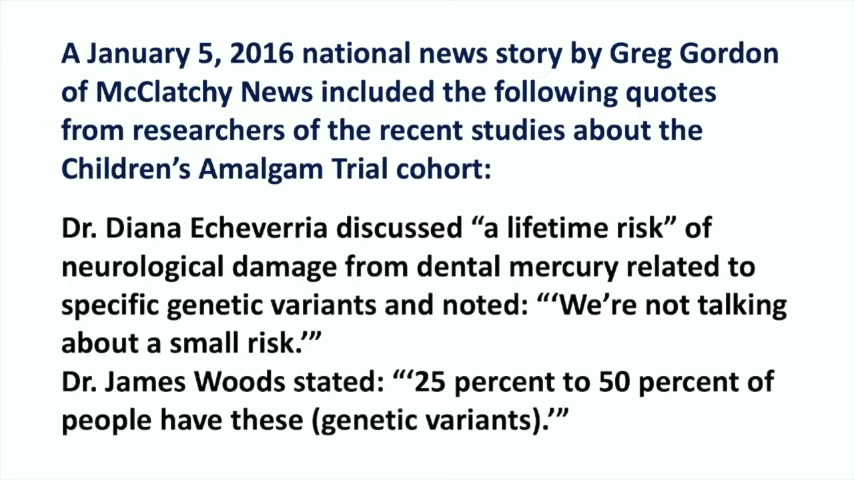 A January 5, 2016 national news story by Greg Gordon
of McClatchy News included the following quotes
from researchers of the recent studies about the
Children’s Amalgam Trial cohort:
Dr. Diana Echeverria discussed “a lifetime risk” of
neurological damage from dental mercury related to
specific genetic variants and noted: “‘We’re not talking
about a small risk.’”
Dr. James Woods stated: “‘25 percent to 50 percent of
people have these (genetic variants).’”